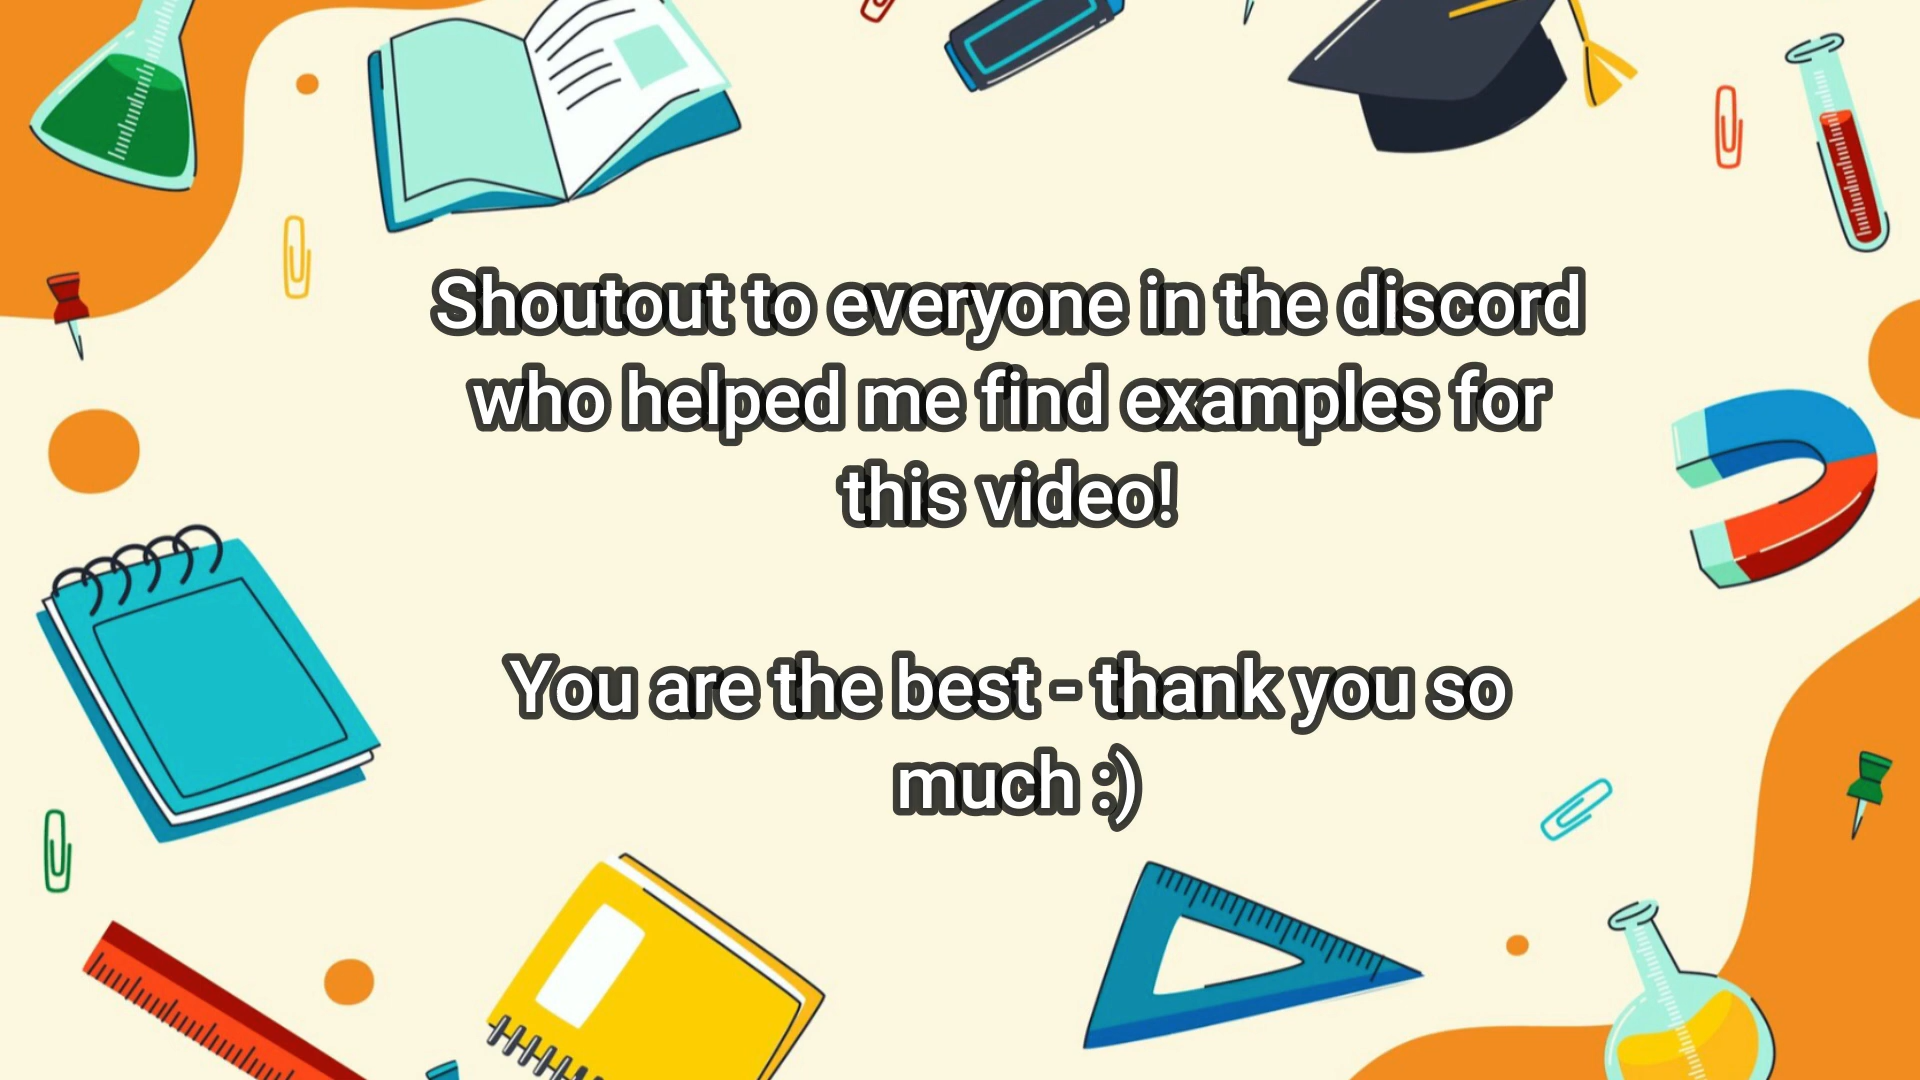 Shoutout to everyone in the discord
who helped me find examples for
this video!
You are the best - thank you so
much :)